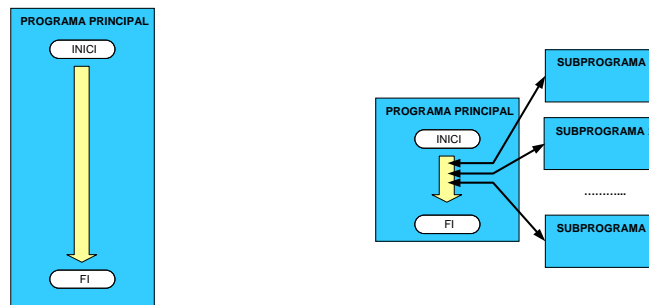 PROGRAMA PRINCIPAL
INICI
FI
PROGRAMA PRINCIPAL
INICI
FI
SUBPROGRAMA
SUBPROGRAMA
............
SUBPROGRAMA